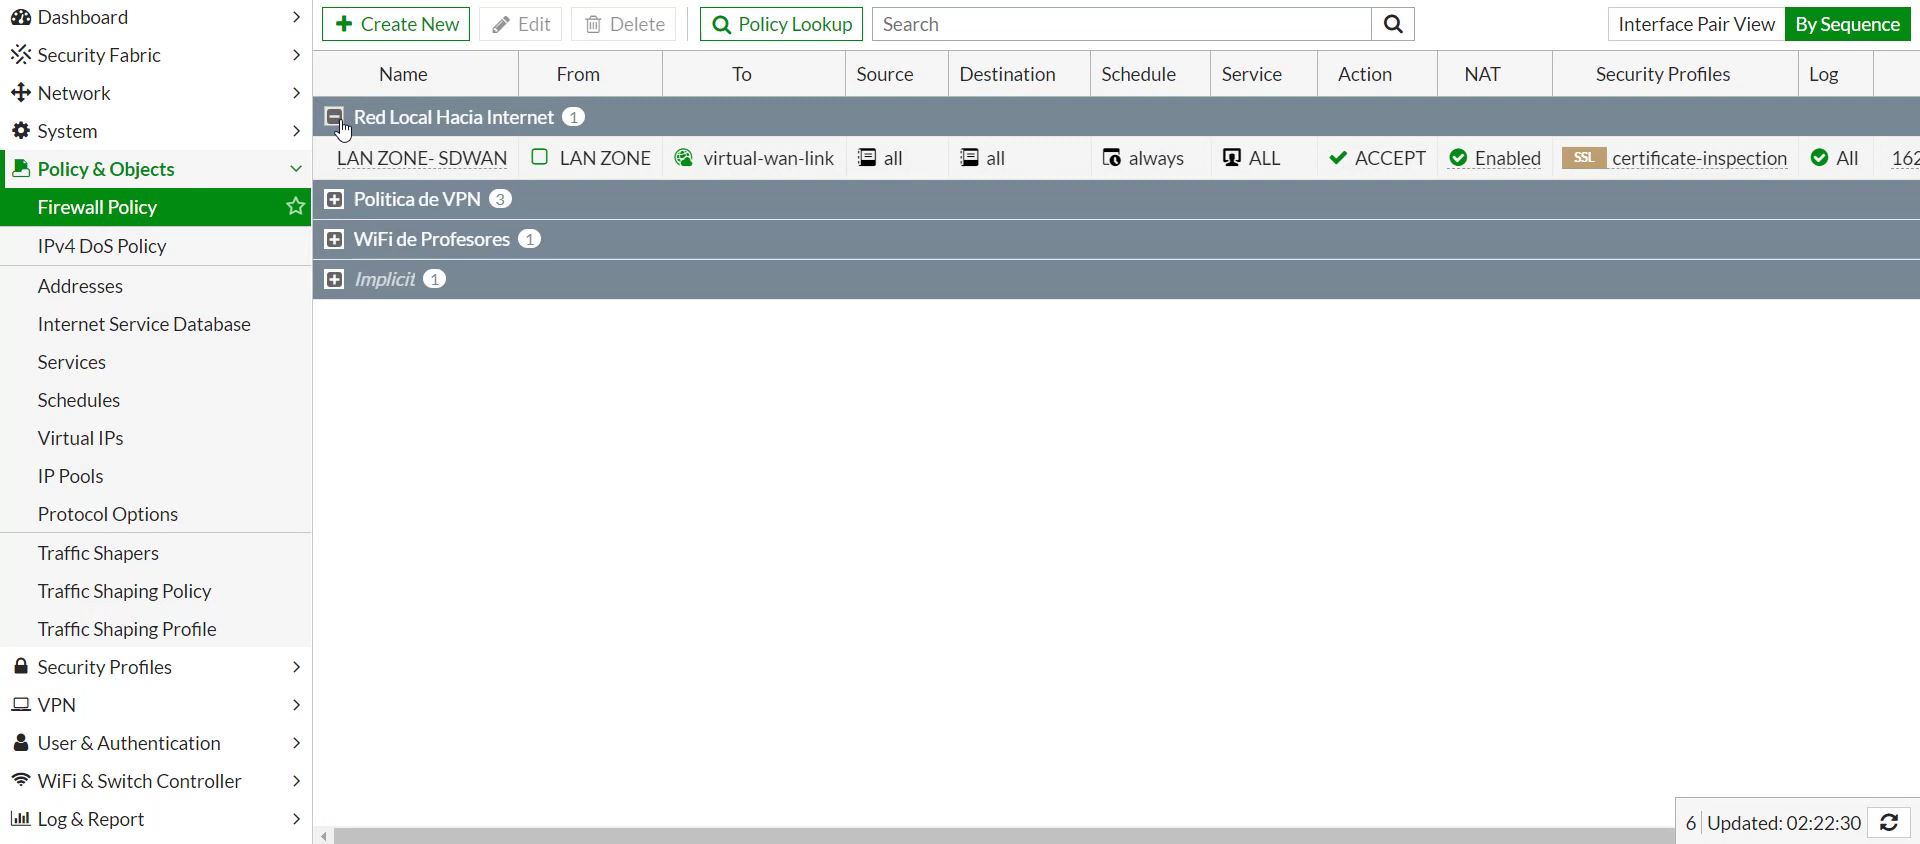 Dashboard
Security Fabric
Network
System
Policy & Objects
Firewall Policy
IPv4 DoS Policy
Addresses
Internet Service Database
Services
Schedules
Virtual IPs
IP Pools
Protocol Options
Traffic Shapers
Traffic Shaping Policy
Traffic Shaping Profile
Security Profiles
VPN
User & Authentication
WiFi & Switch Controller
Log & Report
+ Create New Edit Delete Policy Lookup Search Interface Pair View By Sequence
Name From To Source Destination Schedule Service Action NAT Security Profiles Log
Red Local Hacia Internet 1
LAN ZONE- SDWAN LAN ZONE virtual-wan-link all all always ALL ACCEPT Enabled SSL certificate-inspection All 162
Politica de VPN 3
WiFi de Profesores 1
Implicit 1
6 Updated: 02:22:30